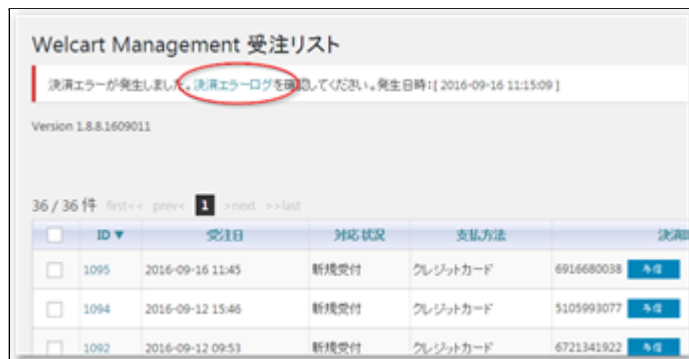 Welcart Management 受注リスト
決済エラーが発生しました。決済エラーログを確認してください。発生日時：[ 2016-09-16 11:15:09 ]
Version 1.8.8.1609011
36 / 36 件 first<< prev< 1 >next >>last
ID▼ 受注日 対応状況 支払方法
1095 2016-09-16 11:45 新規受付 クレジットカード 6916680038 与信
1094 2016-09-12 15:46 新規受付 クレジットカード 5105993077 与信
1092 2016-09-12 09:53 新規受付 クレジットカード 6721341922 与信